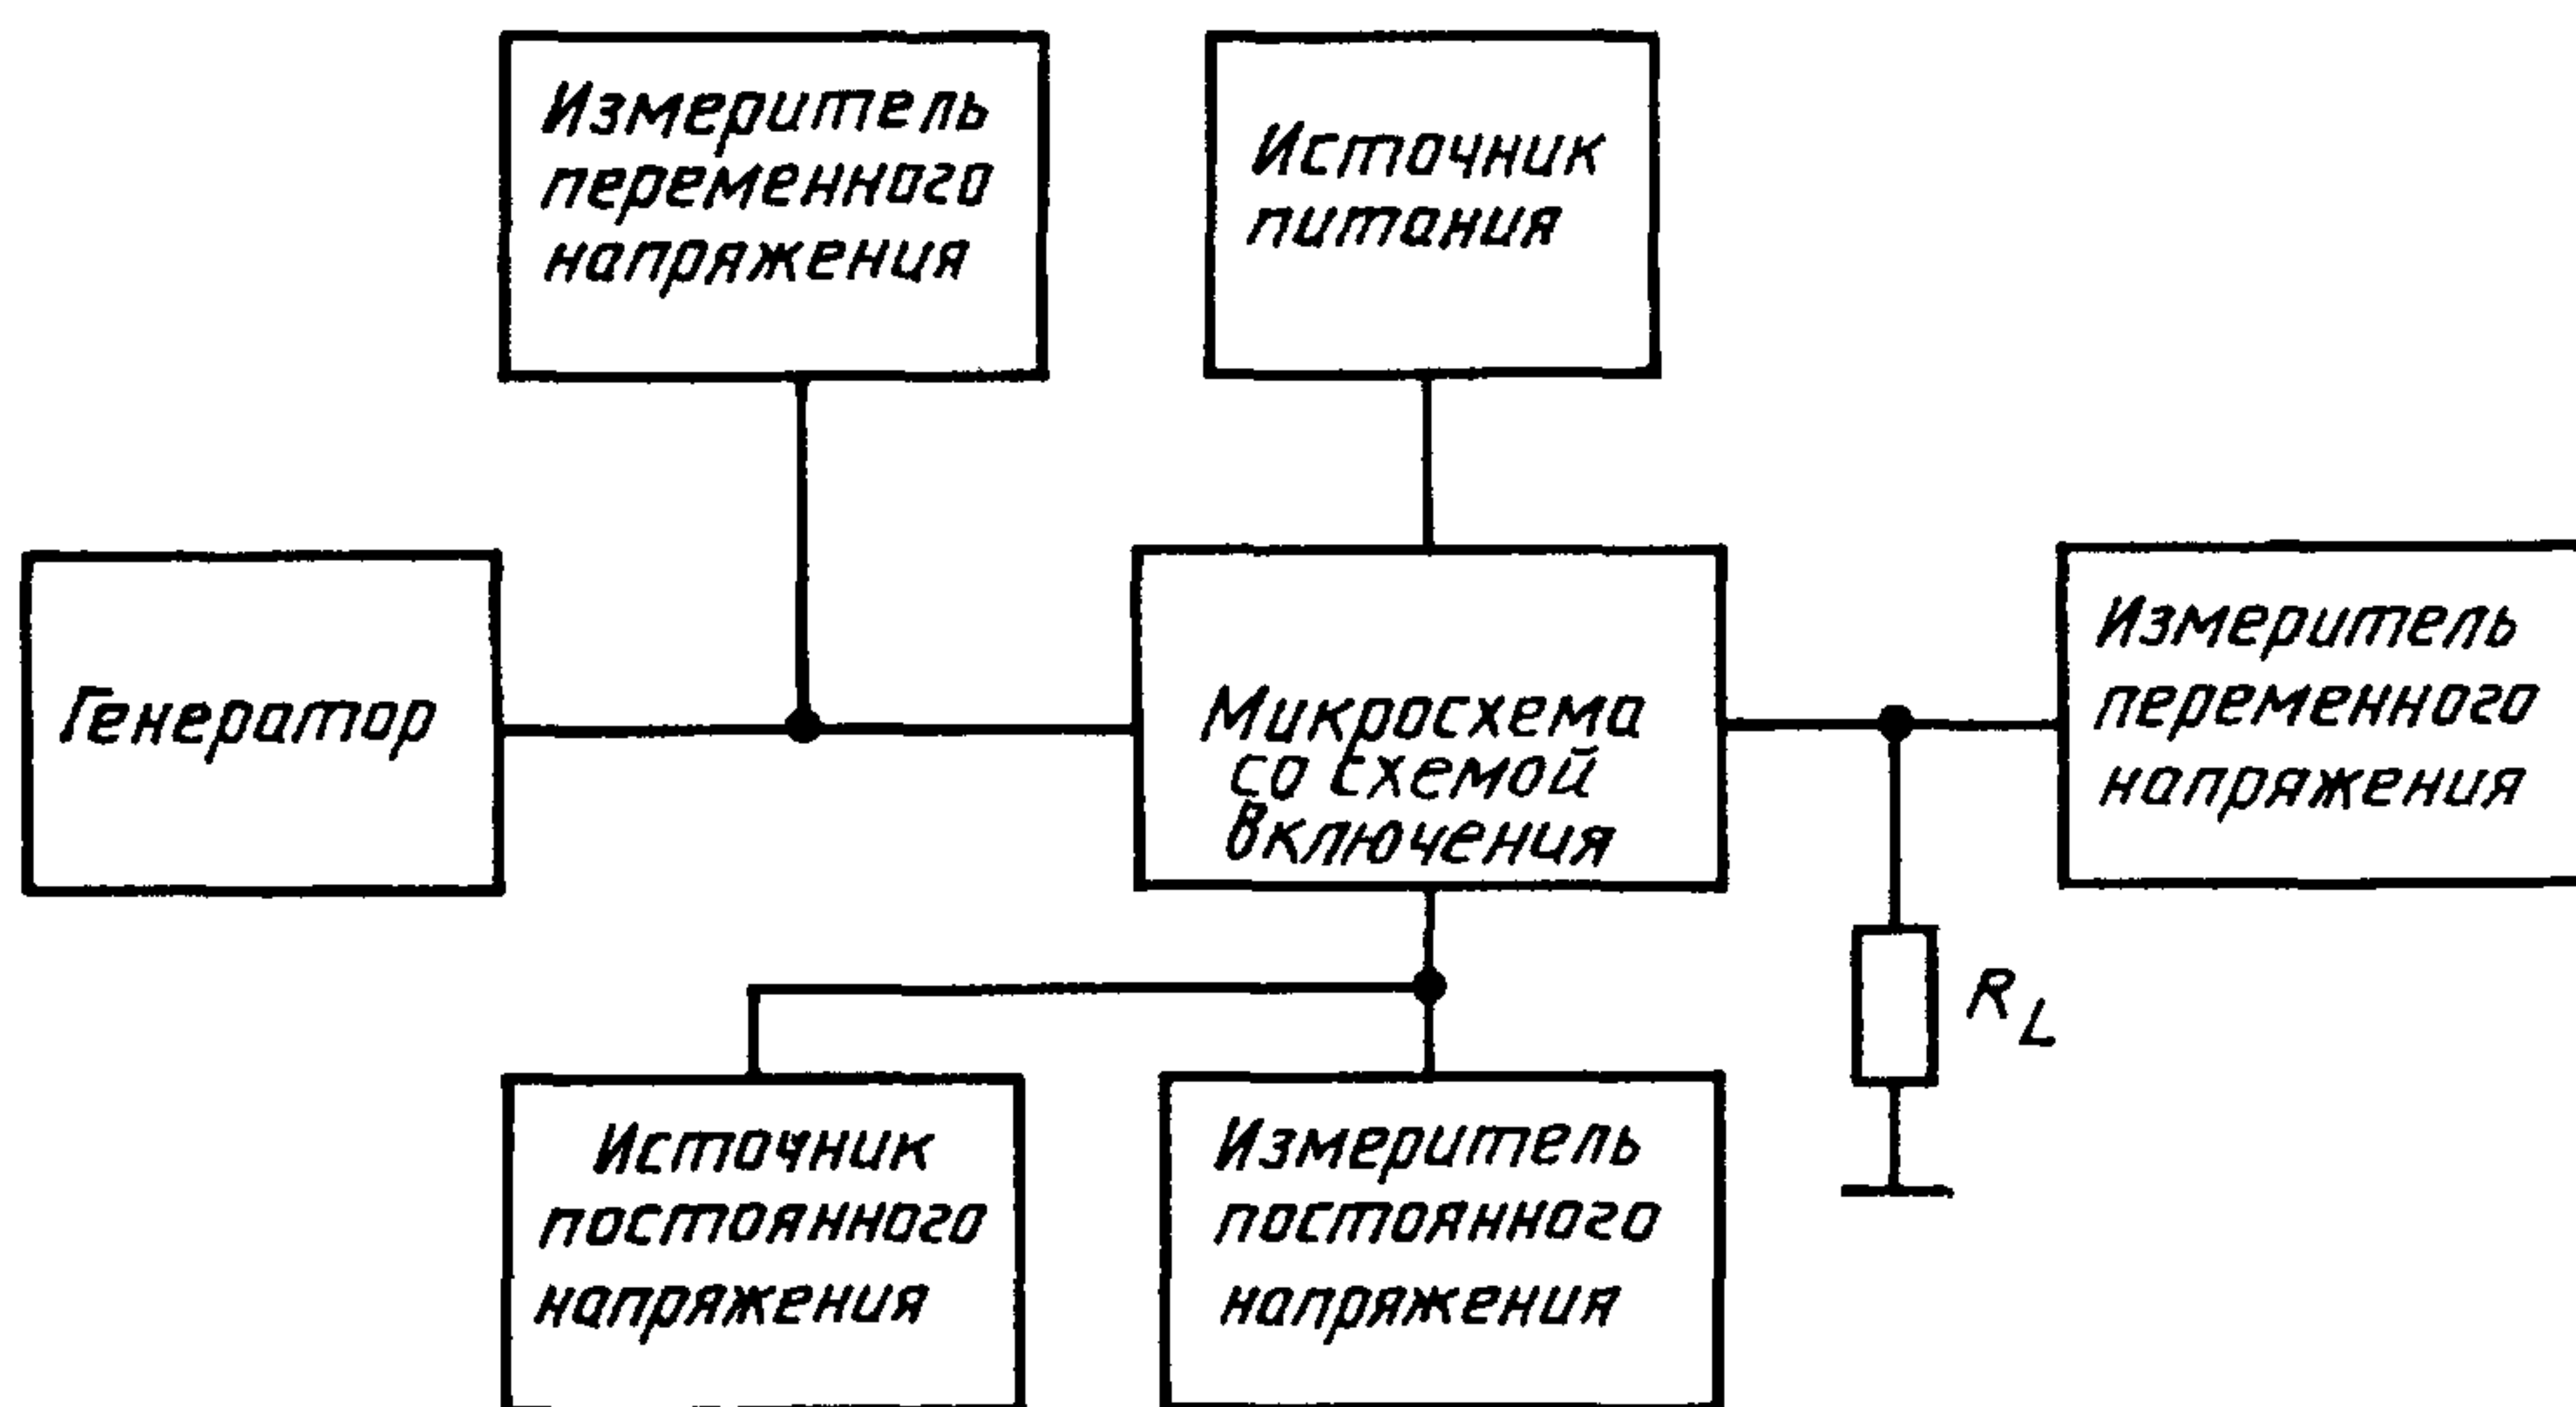 Измеритель
переменного
напряжения
Источник
питания
Генератор
Микросхема
со схемой
включения
Измеритель
переменного
напряжения
R_L
Источник
постоянного
напряжения
Измеритель
постоянного
напряжения